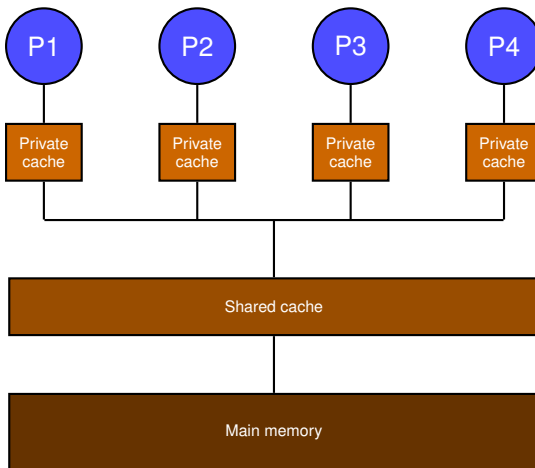 P1 P2 P3 P4
Private Private Private Private
cache cache cache cache
Shared cache
Main memory